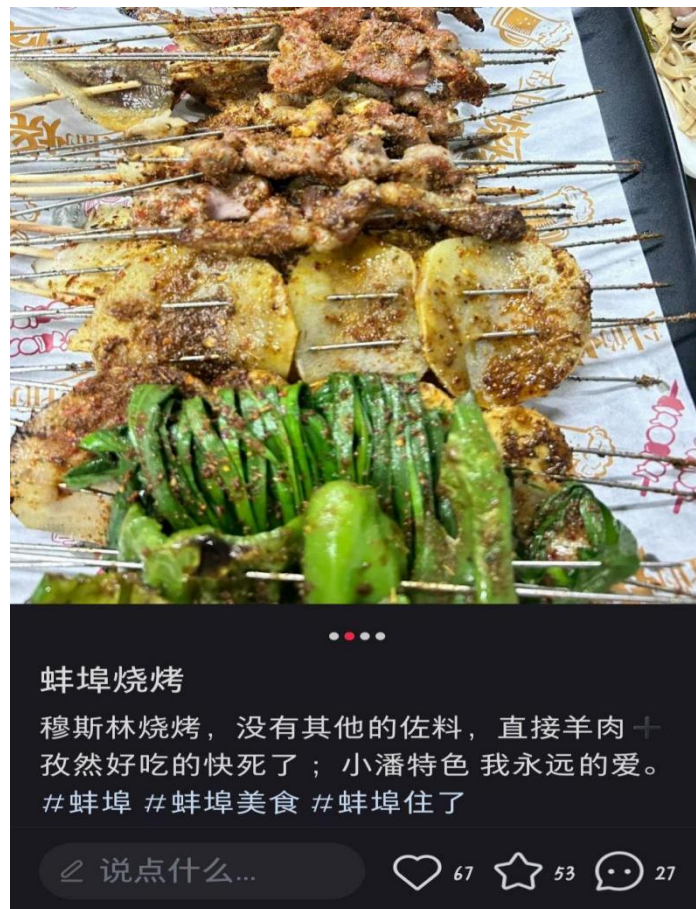 烧
蚌埠烧烤
穆斯林烧烤，没有其他的佐料，直接羊肉➕
孜然好吃的快死了；小潘特色 我永远的爱。
#蚌埠 #蚌埠美食 #蚌埠住了
说点什么...
67 53 27